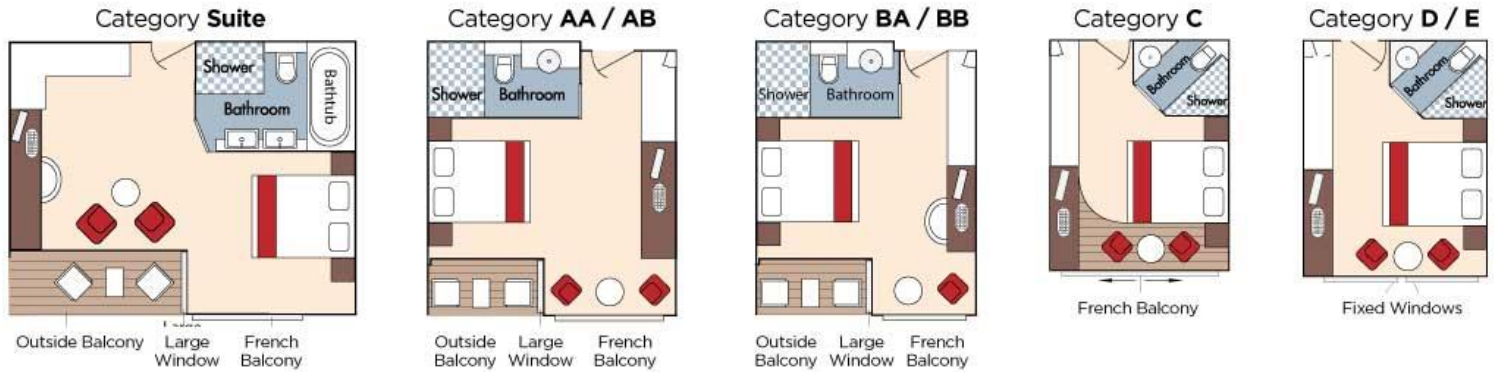 Category Suite
Shower
Bathroom
Bathtub
Outside Balcony
Large
Large
Window
French
Balcony
Category AA / AB
Shower
Bathroom
Outside
Balcony
Large
Window
French
Balcony
Category BA / BB
Shower
Bathroom
Outside
Balcony
Large
Window
French
Balcony
Category C
Bathroom
Shower
French Balcony
Category D / E
Bathroom
Shower
Fixed Windows